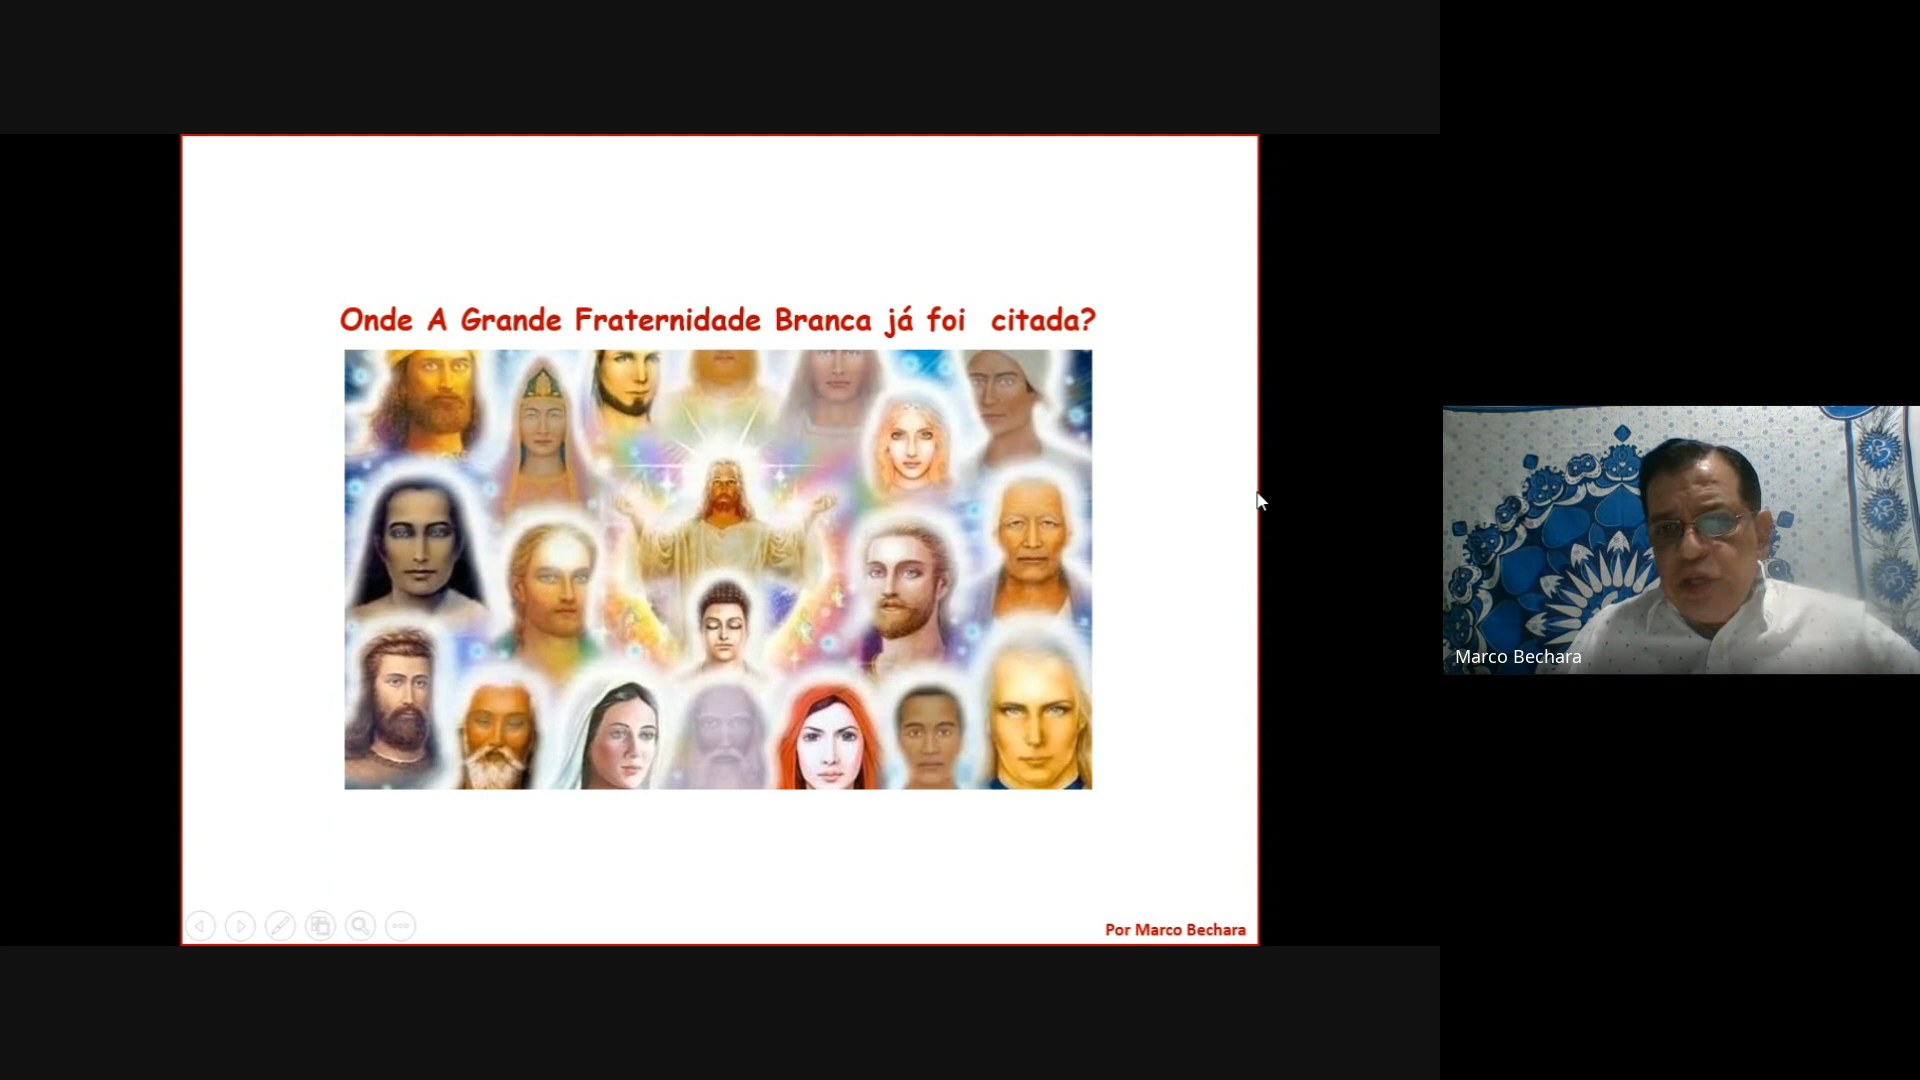 Onde A Grande Fraternidade Branca já foi citada?
Por Marco Bechara
Marco Bechara